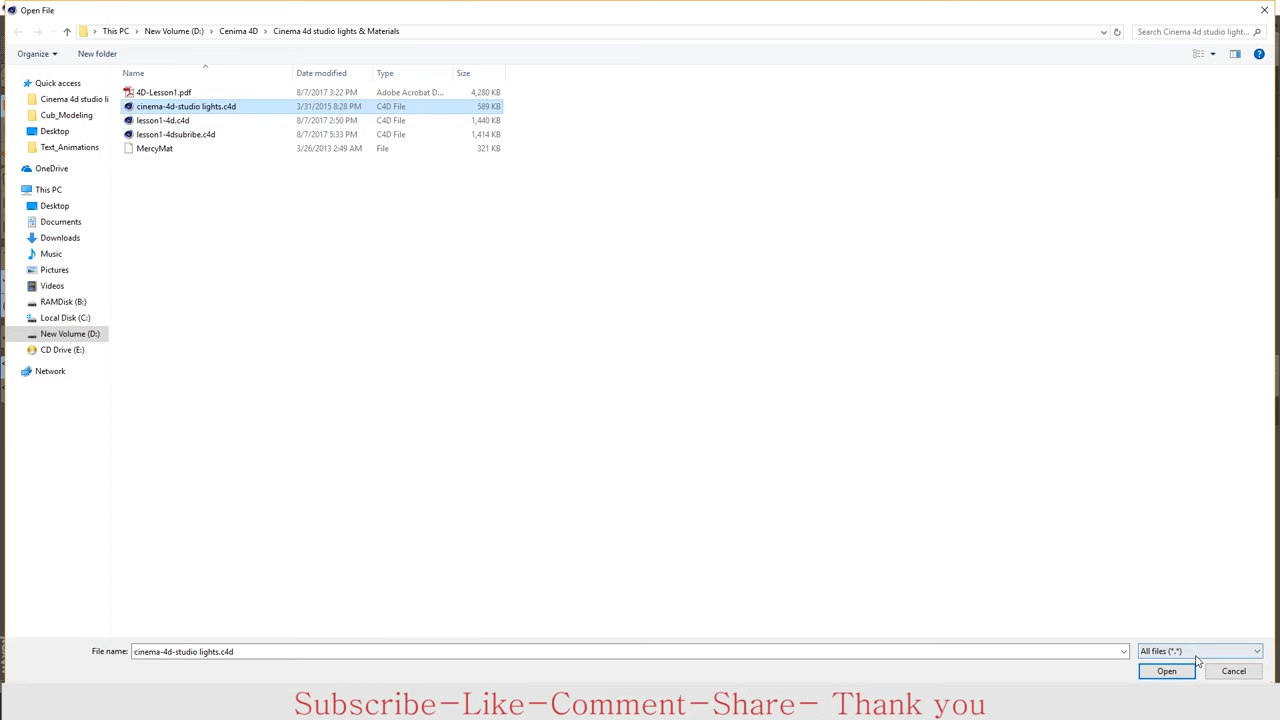 Open File
This PC > New Volume (D:) > Cenima 4D > Cinema 4d studio lights & Materials
Search Cinema 4d studio light...
Organize New folder
Name Date modified Type Size
4D-Lesson1.pdf 8/7/2017 3:22 PM Adobe Acrobat D... 4,280 KB
cinema-4d-studio lights.c4d 3/31/2015 8:28 PM C4D File 589 KB
lesson1-4d.c4d 8/7/2017 2:50 PM C4D File 1,440 KB
lesson1-4dsubribe.c4d 8/7/2017 5:33 PM C4D File 1,414 KB
MercyMat 3/26/2013 2:49 AM File 321 KB
Quick access
Cinema 4d studio li
Cub_Modeling
Desktop
Text_Animations
OneDrive
This PC
Desktop
Documents
Downloads
Music
Pictures
Videos
RAMDisk (B:)
Local Disk (C:)
New Volume (D:)
CD Drive (E:)
Network
File name: cinema-4d-studio lights.c4d All files (*.*)
Open Cancel
Subscribe-Like-Comment-Share- Thank you